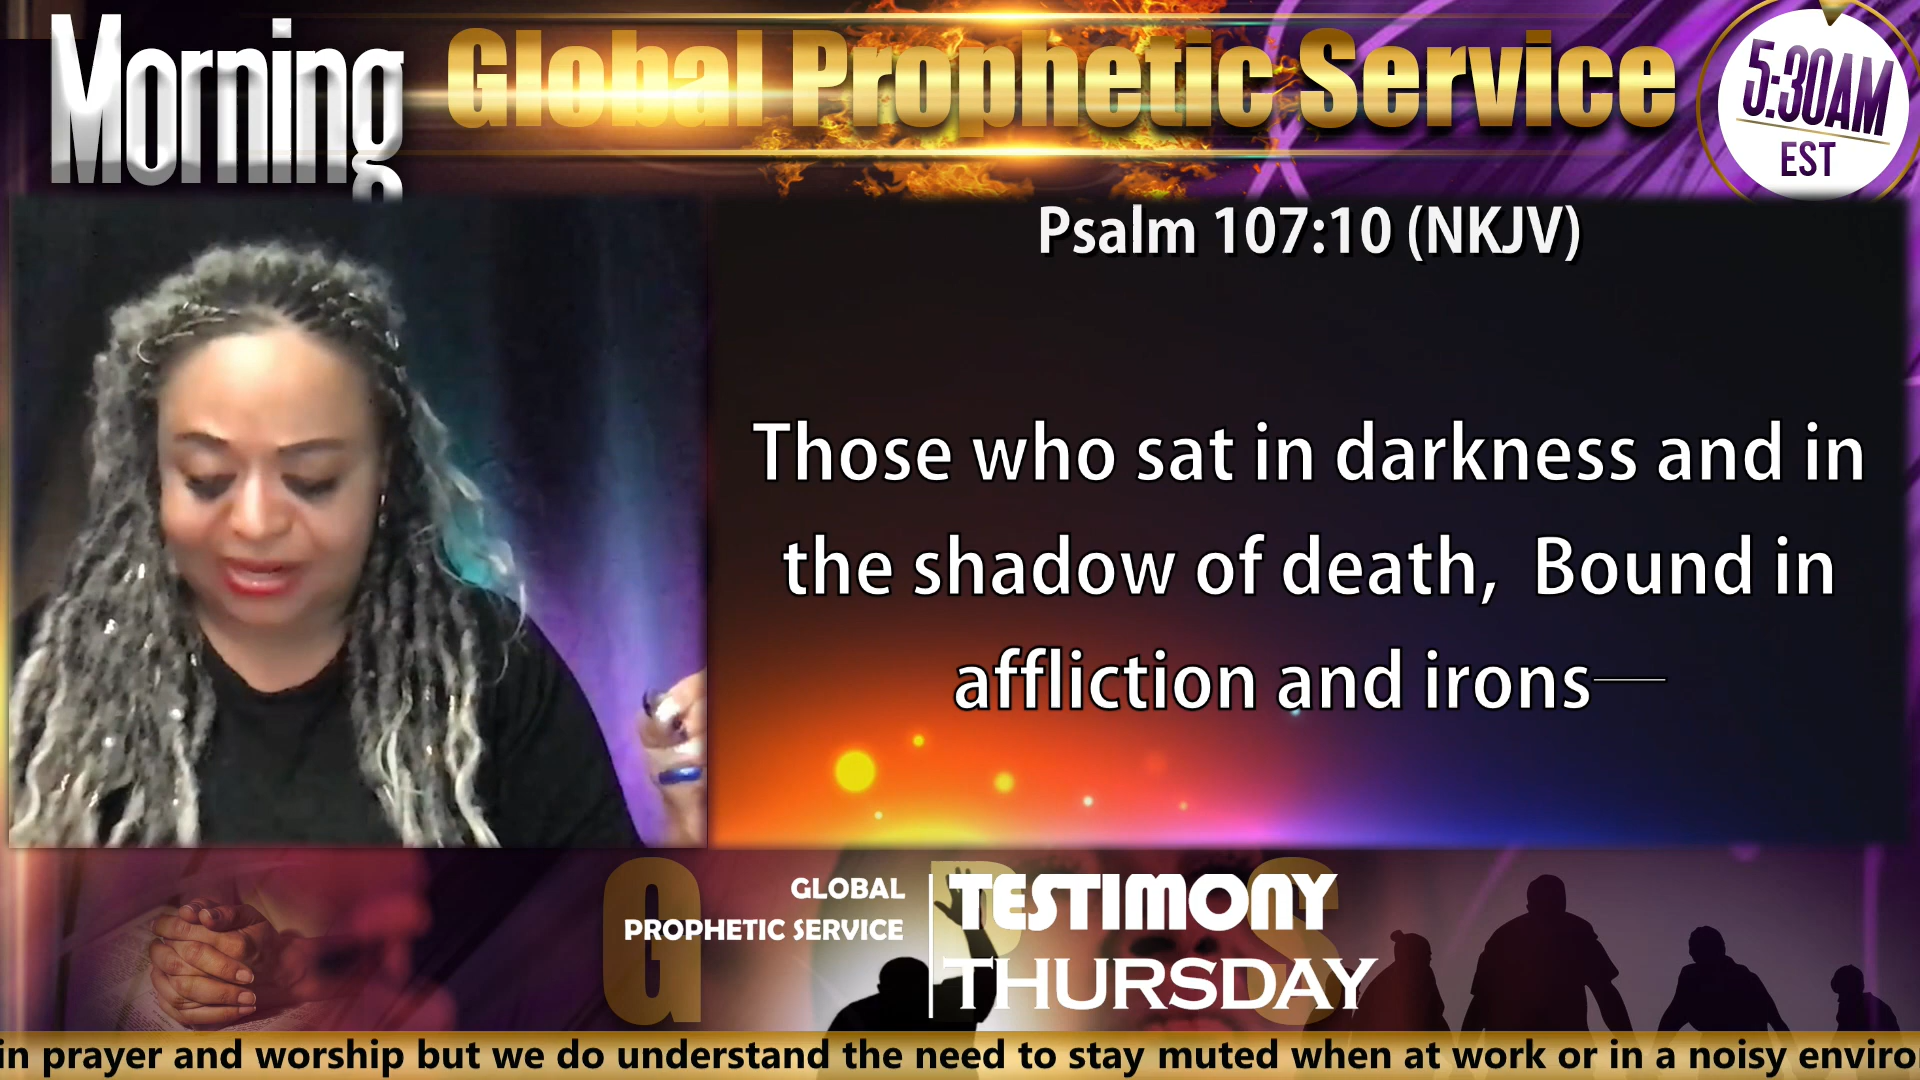 Morning
Global Prophetic Service
5:30AM
EST
Psalm 107:10 (NKJV)
Those who sat in darkness and in
the shadow of death,  Bound in
affliction and irons—
GPS
GLOBAL
PROPHETIC SERVICE
TESTIMONY
THURSDAY
in prayer and worship but we do understand the need to stay muted when at work or in a noisy enviro